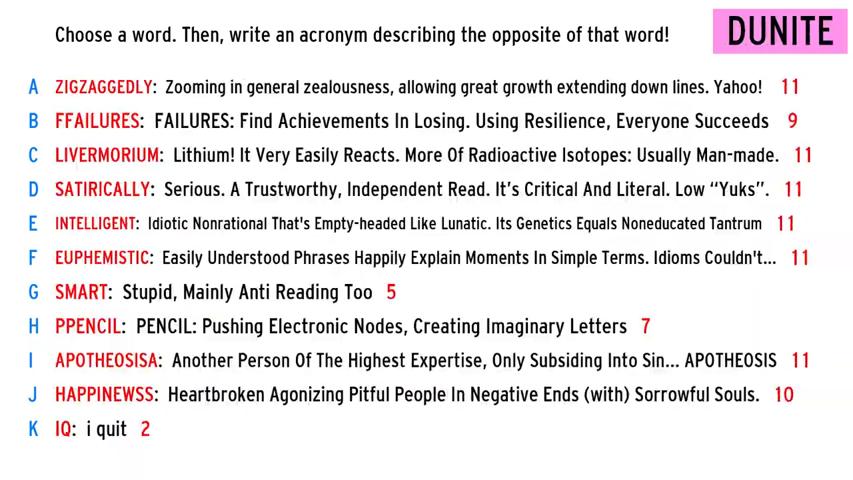 Choose a word. Then, write an acronym describing the opposite of that word!
DUNITE
A ZIGZAGGEDLY: Zooming in general zealousness, allowing great growth extending down lines. Yahoo! 11
B FFAILURES: FAILURES: Find Achievements In Losing. Using Resilience, Everyone Succeeds 9
C LIVERMORIUM: Lithium! It Very Easily Reacts. More Of Radioactive Isotopes: Usually Man-made. 11
D SATIRICALLY: Serious. A Trustworthy, Independent Read. It's Critical And Literal. Low “Yuks”. 11
E INTELLIGENT: Idiotic Nonrational That's Empty-headed Like Lunatic. Its Genetics Equals Noneducated Tantrum 11
F EUPHEMISTIC: Easily Understood Phrases Happily Explain Moments In Simple Terms. Idioms Couldn't... 11
G SMART: Stupid, Mainly Anti Reading Too 5
H PPENCIL: PENCIL: Pushing Electronic Nodes, Creating Imaginary Letters 7
I APOTHEOSISA: Another Person Of The Highest Expertise, Only Subsiding Into Sin... APOTHEOSIS 11
J HAPPINEWSS: Heartbroken Agonizing Pitful People In Negative Ends (with) Sorrowful Souls. 10
K IQ: i quit 2